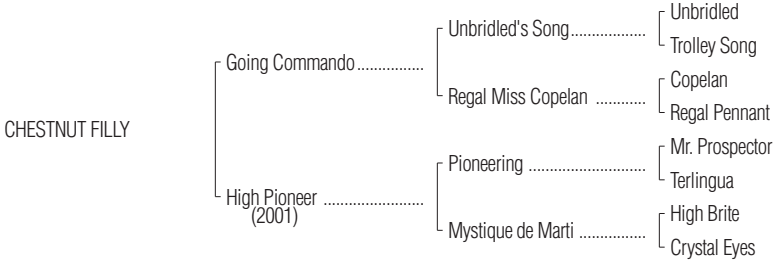 Unbridled
Unbridled's Song..................
Trolley Song
Going Commando................
Copelan
Regal Miss Copelan ............
Regal Pennant
CHESTNUT FILLY
Mr. Prospector
Pioneering ............................
Terlingua
High Pioneer ........................
(2001)
High Brite
Mystique de Marti ................
Crystal Eyes